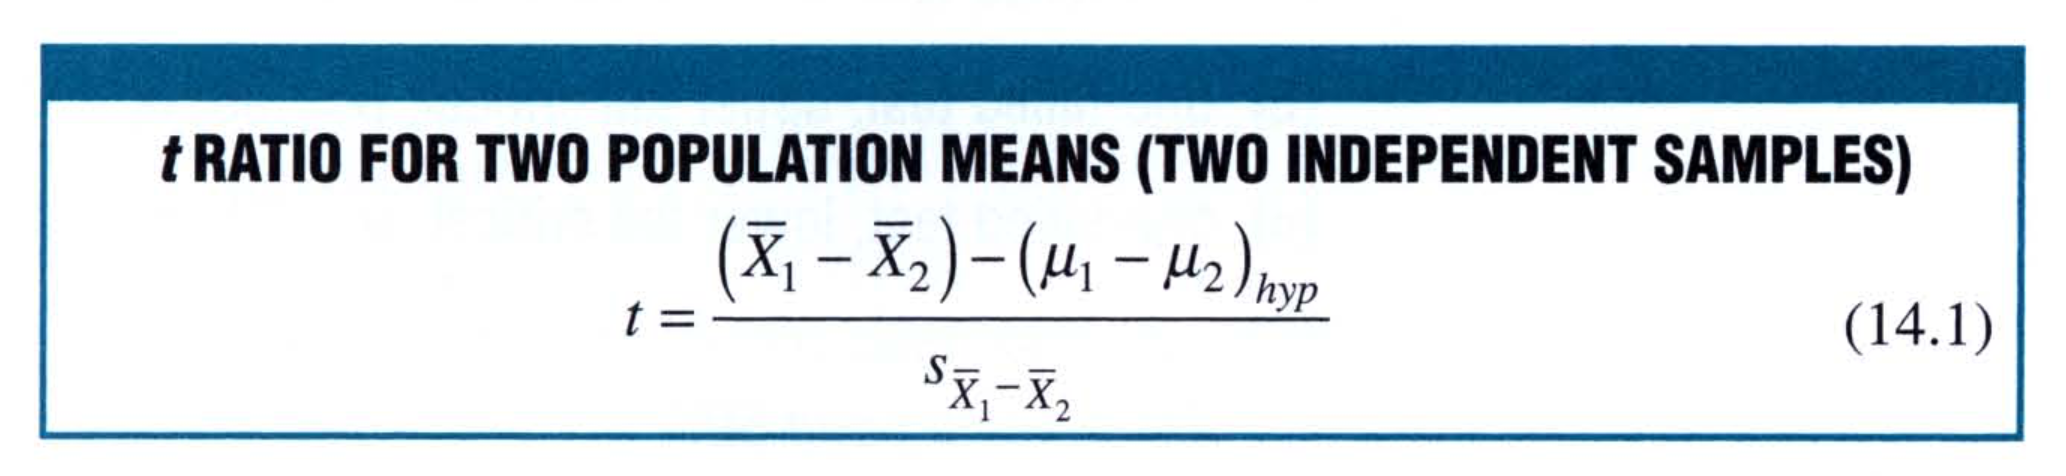 t RATIO FOR TWO POPULATION MEANS (TWO INDEPENDENT SAMPLES)
t = \frac{(\overline{X}_1 - \overline{X}_2) - (\mu_1 - \mu_2)_{hyp}}{s_{\overline{X}_1 - \overline{X}_2}} (14.1)